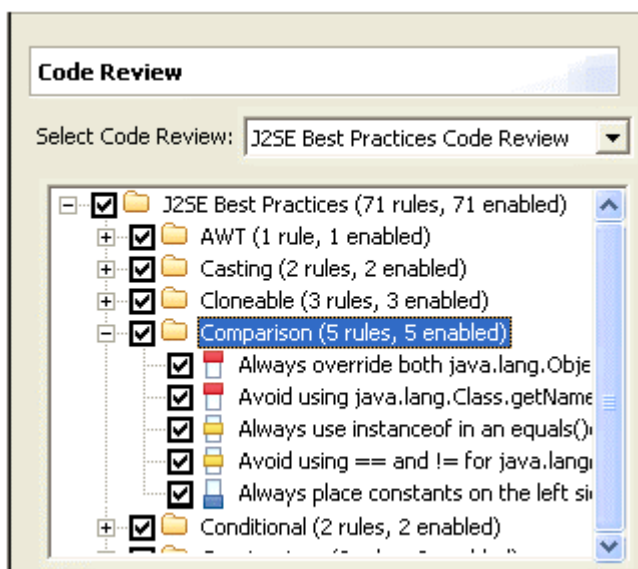 Code Review
Select Code Review: J2SE Best Practices Code Review
J2SE Best Practices (71 rules, 71 enabled)
AWT (1 rule, 1 enabled)
Casting (2 rules, 2 enabled)
Cloneable (3 rules, 3 enabled)
Comparison (5 rules, 5 enabled)
Always override both java.lang.Obje
Avoid using java.lang.Class.getName
Always use instanceof in an equals()
Avoid using == and != for java.lang
Always place constants on the left si
Conditional (2 rules, 2 enabled)